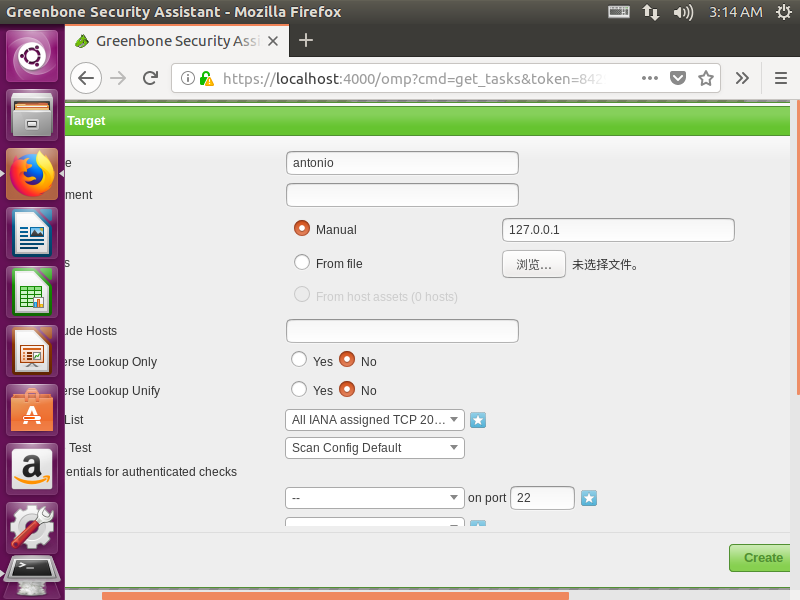 Greenbone Security Assistant - Mozilla Firefox 3:14 AM
Greenbone Security Assi
https://localhost:4000/omp?cmd=get_tasks&token=842
Target
e antonio
ment
Manual 127.0.0.1
s From file 浏览... 未选择文件。
From host assets (0 hosts)
ude Hosts
erse Lookup Only Yes No
erse Lookup Unify Yes No
List All IANA assigned TCP 20...
Test Scan Config Default
entials for authenticated checks
-- on port 22
Create